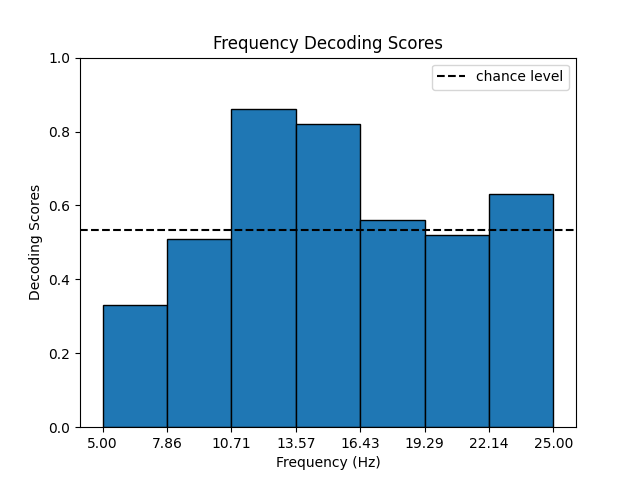 Frequency Decoding Scores
chance level
1.0
0.8
0.6
0.4
0.2
0.0
Decoding Scores
5.00 7.86 10.71 13.57 16.43 19.29 22.14 25.00
Frequency (Hz)